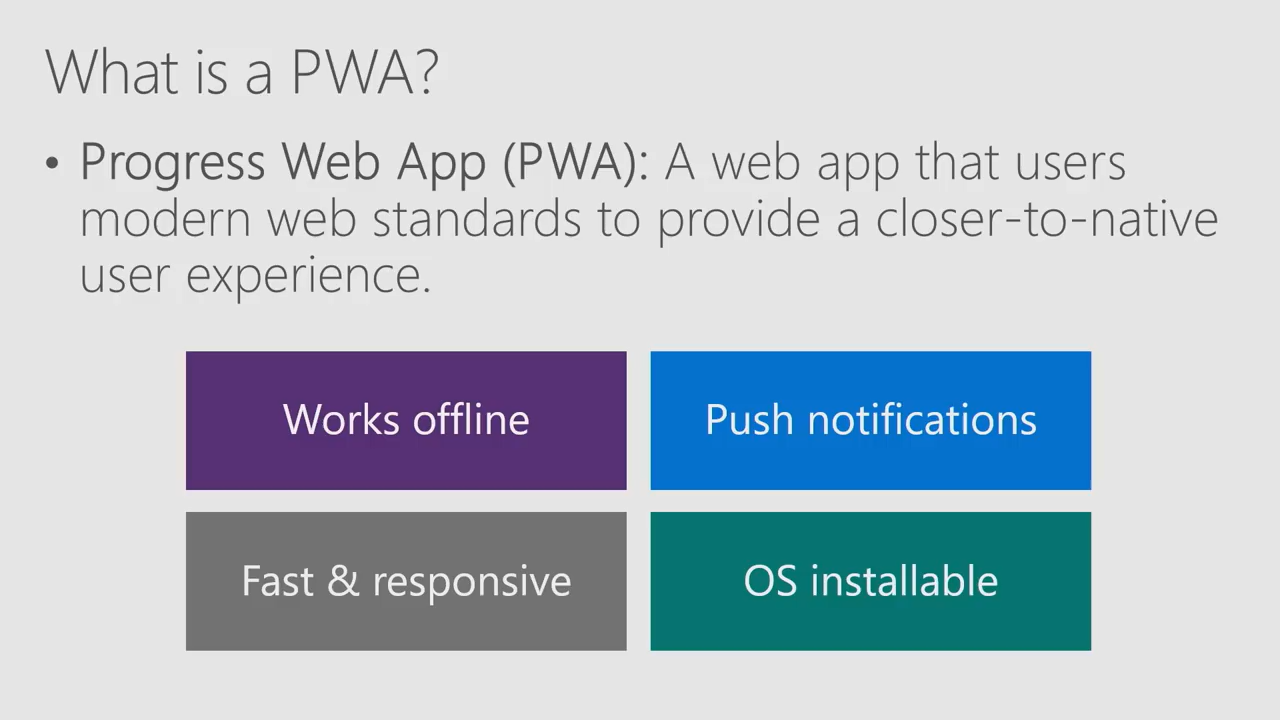 What is a PWA?
• Progress Web App (PWA): A web app that users
modern web standards to provide a closer-to-native
user experience.
Works offline
Push notifications
Fast & responsive
OS installable